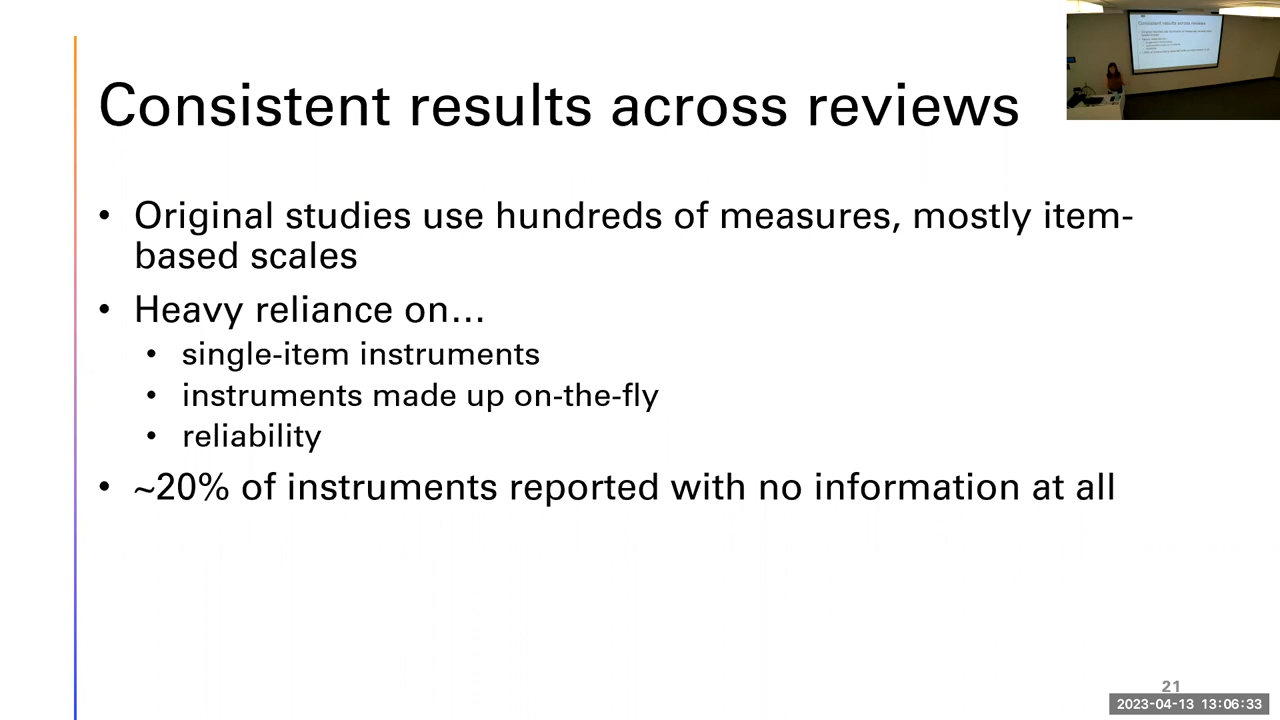 Consistent results across reviews
• Original studies use hundreds of measures, mostly item-
based scales
• Heavy reliance on…
• single-item instruments
• instruments made up on-the-fly
• reliability
• ~20% of instruments reported with no information at all
21
2023-04-13 13:06:33